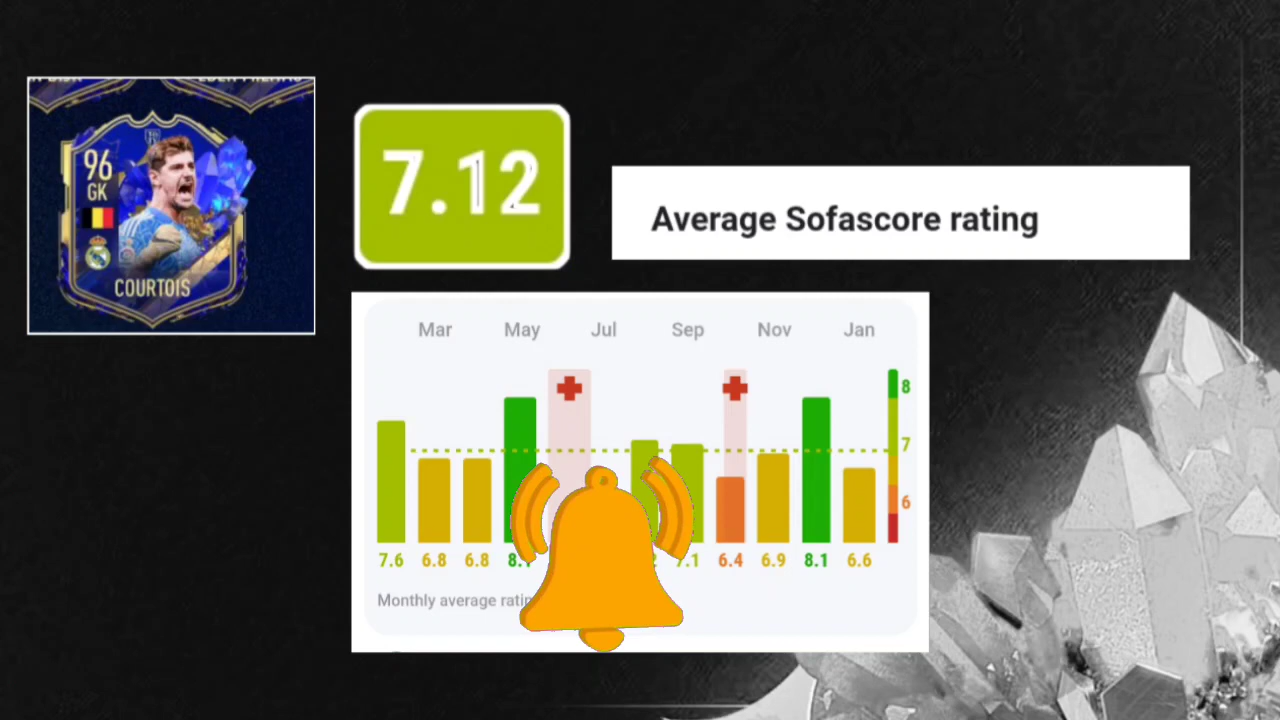 96
GK
COURTOIS
7.12
Average Sofascore rating
Mar May Jul Sep Nov Jan
8
7
6
7.6 6.8 6.8 7.1 6.4 6.9 8.1 6.6
Monthly average